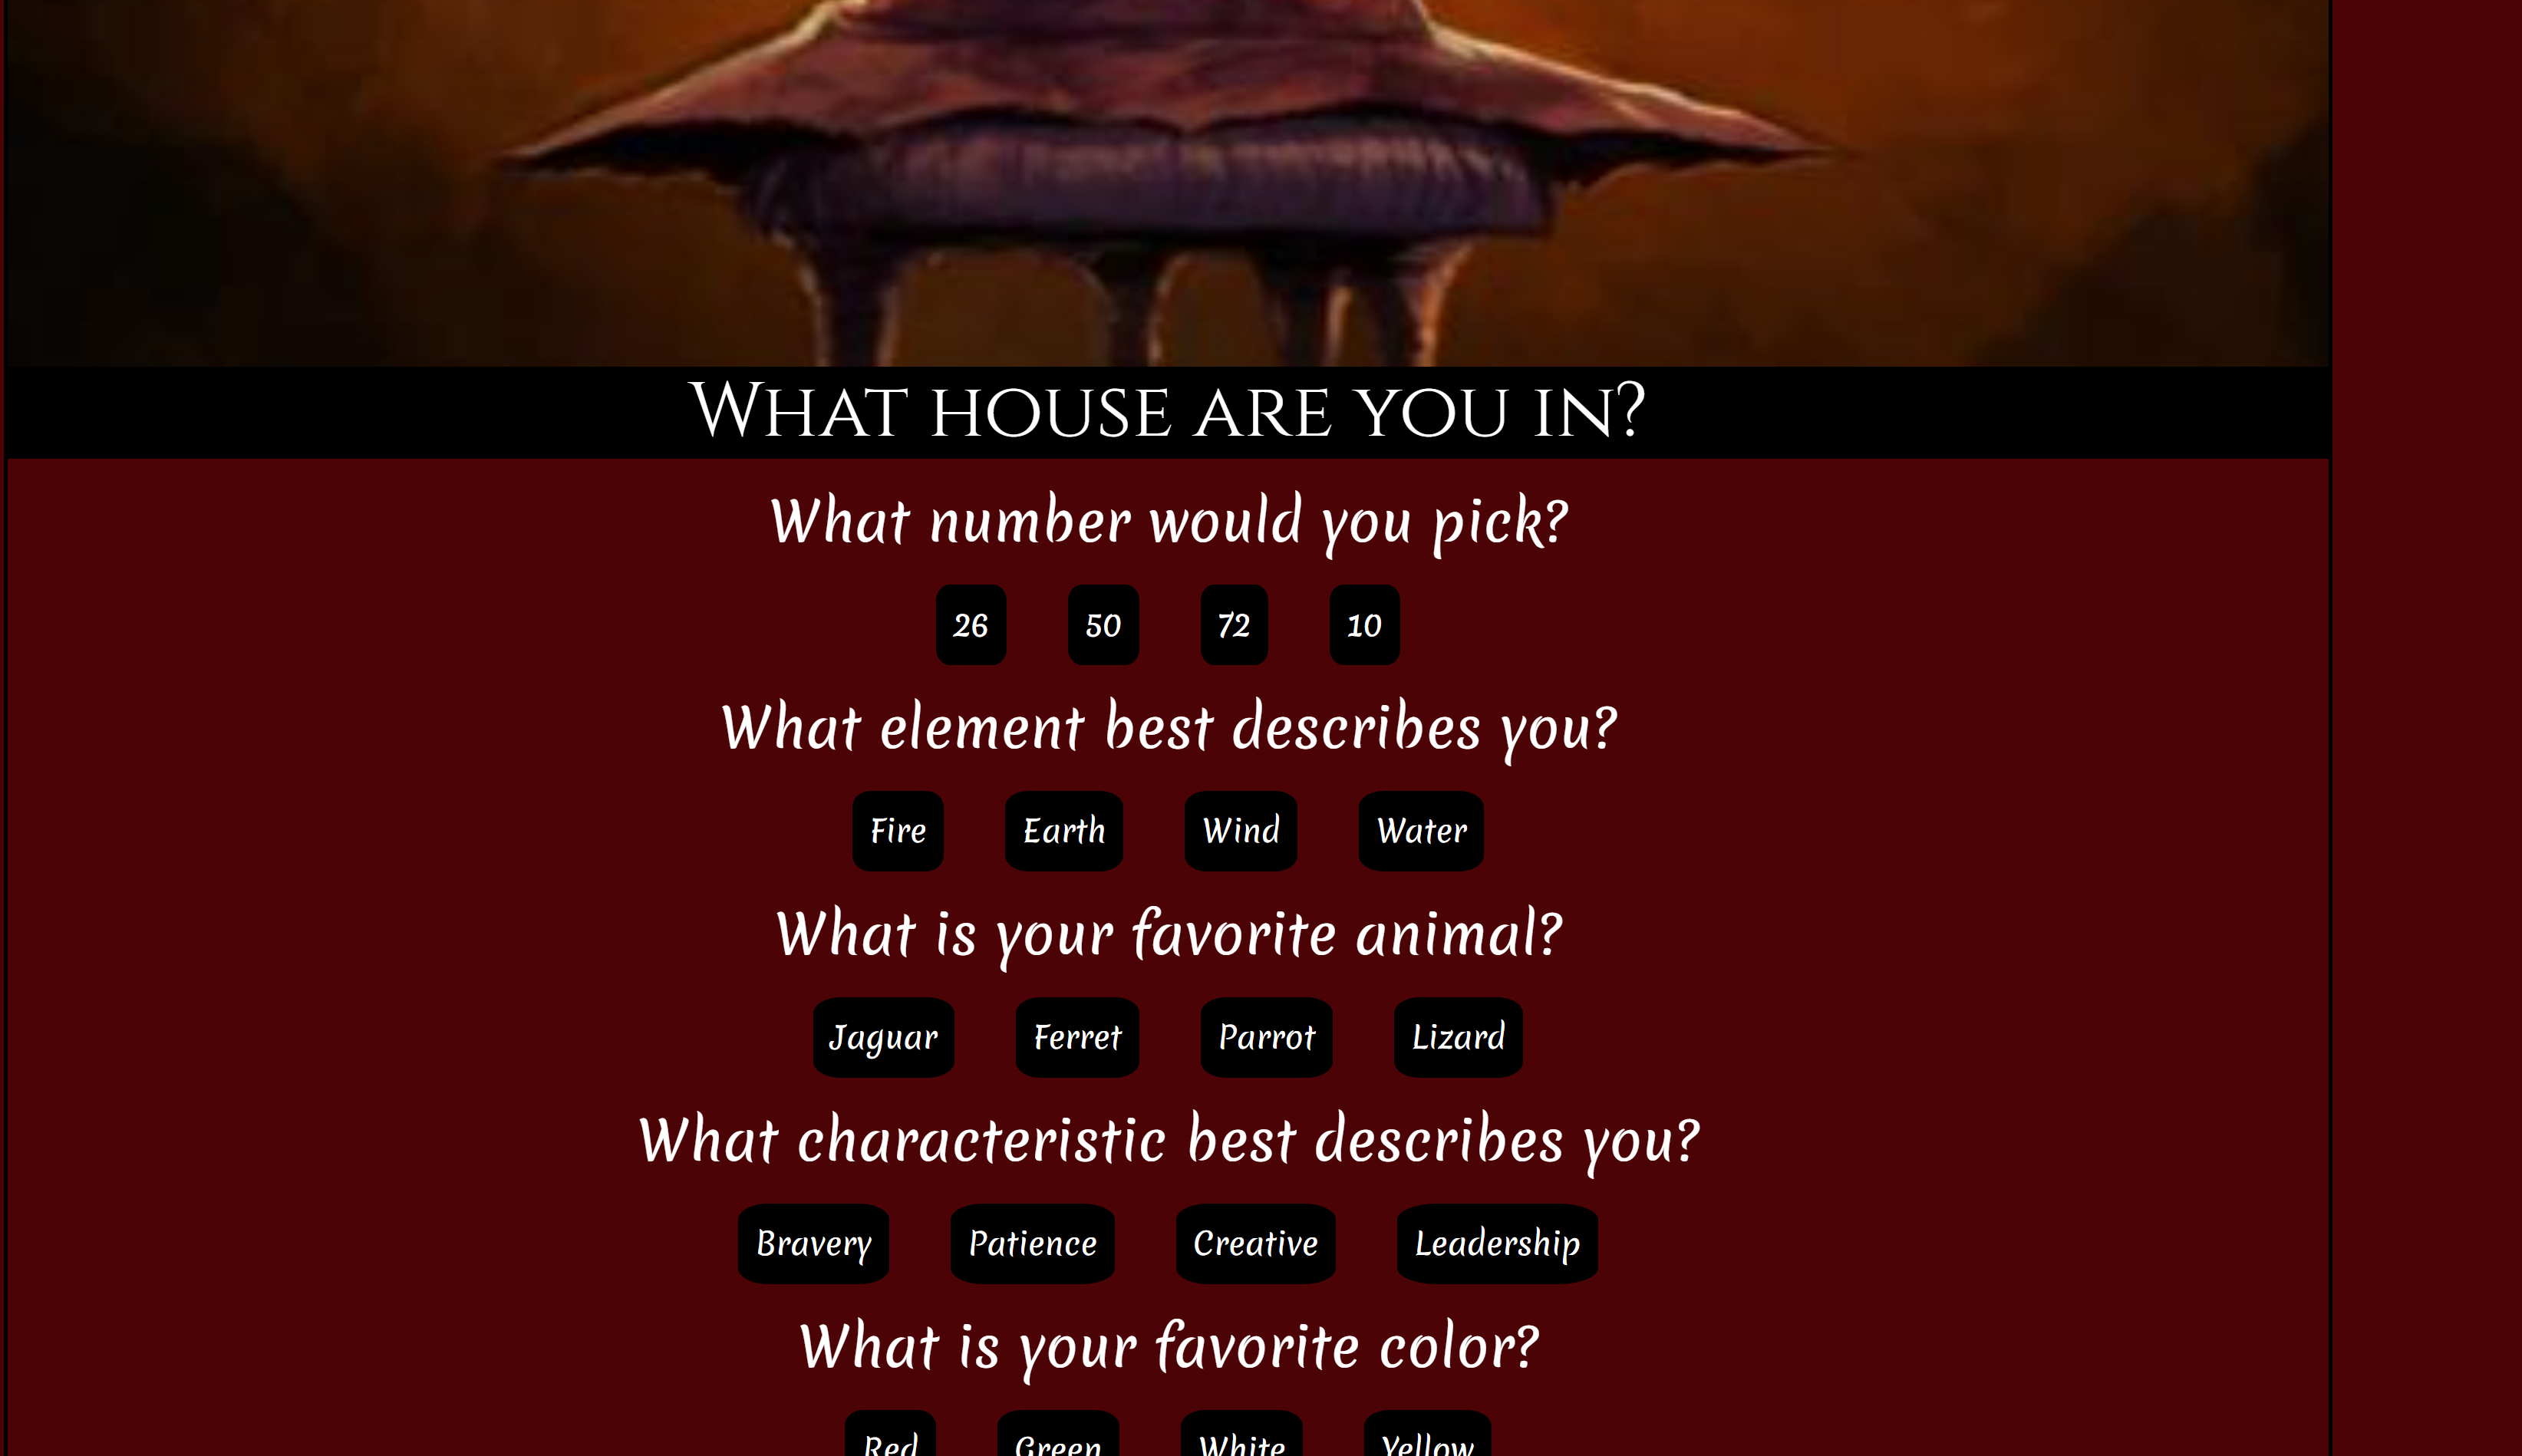 What house are you in?
What number would you pick?
26 50 72 10
What element best describes you?
Fire Earth Wind Water
What is your favorite animal?
Jaguar Ferret Parrot Lizard
What characteristic best describes you?
Bravery Patience Creative Leadership
What is your favorite color?
Red Green White Yellow